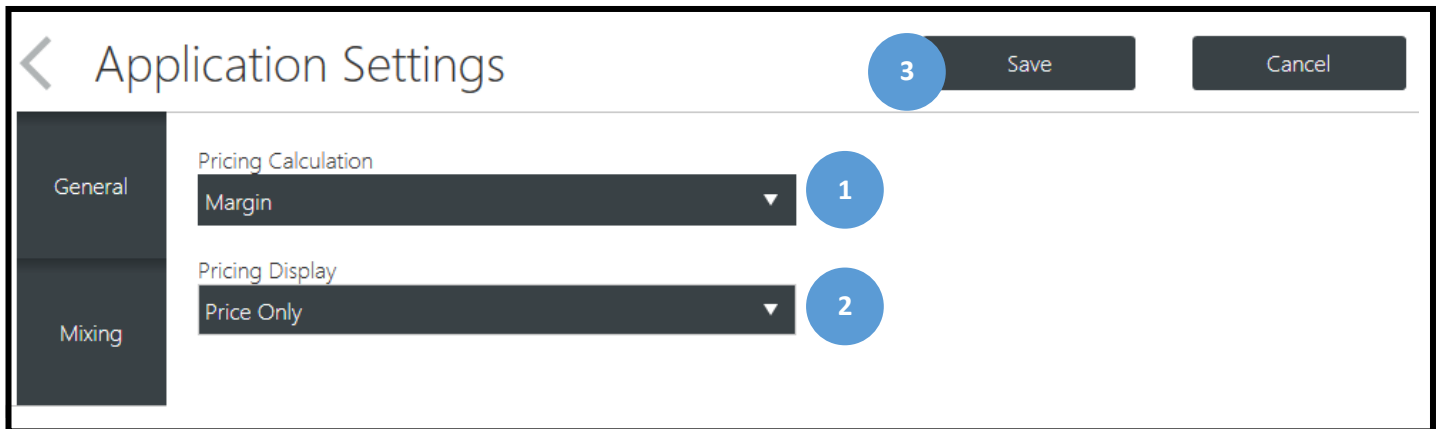 Application Settings
3
Save
Cancel
General
Pricing Calculation
Margin
1
Pricing Display
Price Only
2
Mixing